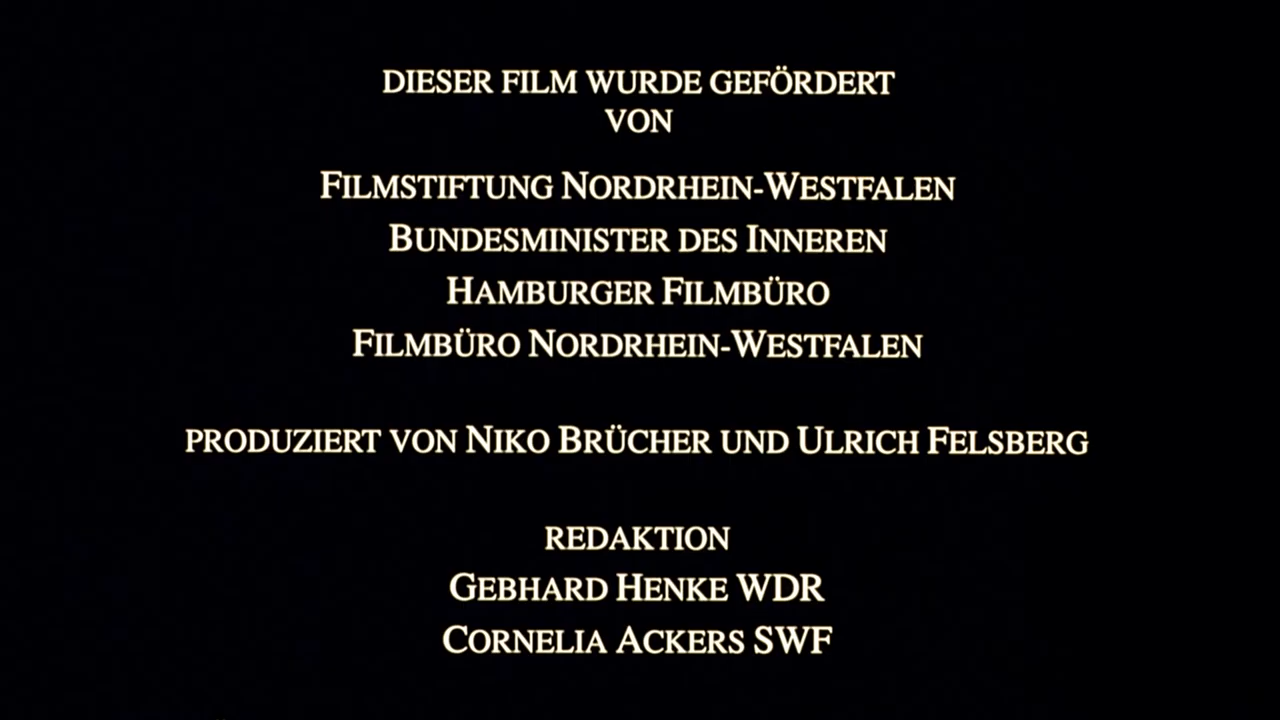 DIESER FILM WURDE GEFÖRDERT
VON
FILMSTIFTUNG NORDRHEIN-WESTFALEN
BUNDESMINISTER DES INNEREN
HAMBURGER FILMBÜRO
FILMBÜRO NORDRHEIN-WESTFALEN
PRODUZIERT VON NIKO BRÜCHER UND ULRICH FELSBERG
REDAKTION
GEBHARD HENKE WDR
CORNELIA ACKERS SWF